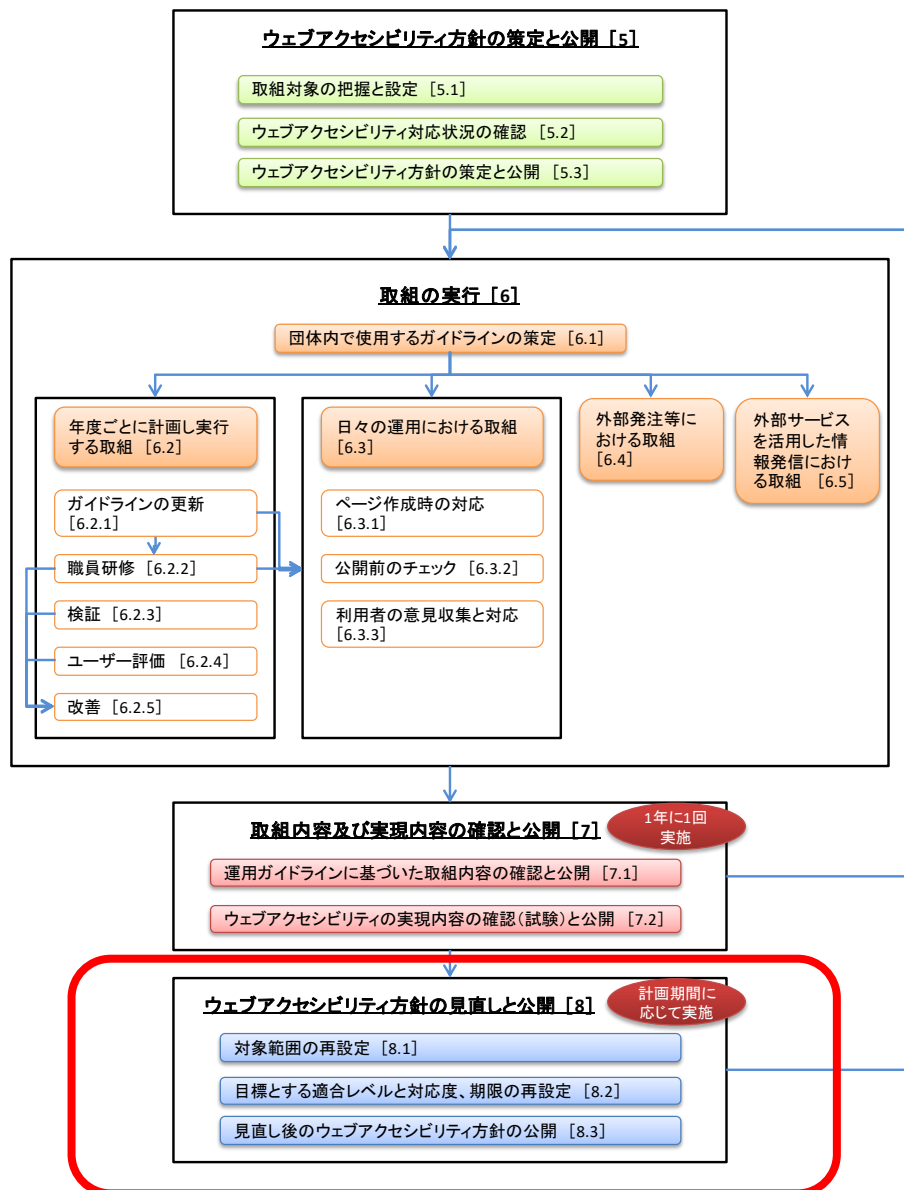 ウェブアクセシビリティ方針の策定と公開［5］
取組対象の把握と設定［5.1］
ウェブアクセシビリティ対応状況の確認［5.2］
ウェブアクセシビリティ方針の策定と公開［5.3］
取組の実行［6］
団体内で使用するガイドラインの策定［6.1］
年度ごとに計画し実行
する取組［6.2］
ガイドラインの更新
［6.2.1］
職員研修［6.2.2］
検証［6.2.3］
ユーザー評価［6.2.4］
改善［6.2.5］
日々の運用における取組
［6.3］
ページ作成時の対応
［6.3.1］
公開前のチェック［6.3.2］
利用者の意見収集と対応
［6.3.3］
外部発注等に
おける取組
［6.4］
外部サービス
を活用した情
報発信におけ
る取組［6.5］
取組内容及び実現内容の確認と公開［7］
1年に1回
実施
運用ガイドラインに基づいた取組内容の確認と公開［7.1］
ウェブアクセシビリティの実現内容の確認（試験）と公開［7.2］
ウェブアクセシビリティ方針の見直しと公開［8］
計画期間に
応じて実施
対象範囲の再設定［8.1］
目標とする適合レベルと対応度、期限の再設定［8.2］
見直し後のウェブアクセシビリティ方針の公開［8.3］